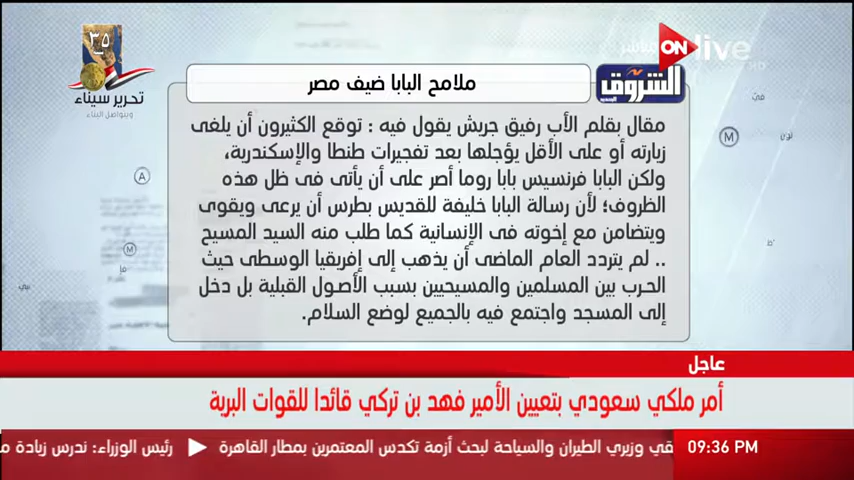 ٣٥
تحرير سيناء
ويتواصل البناء
ON live
مباشر
الشروق
ملامح البابا ضيف مصر
مقال بقلم الأب رفيق جريش يقول فيه : توقع الكثيرون أن يلغى
زيارته أو على الأقل يؤجلها بعد تفجيرات طنطا والإسكندرية،
ولكن البابا فرنسيس بابا روما أصر على أن يأتى فى ظل هذه
الظروف؛ لأن رسالة البابا خليفة للقديس بطرس أن يرعى ويقوى
ويتضامن مع إخوته فى الإنسانية كما طلب منه السيد المسيح
.. لم يتردد العام الماضى أن يذهب إلى إفريقيا الوسطى حيث
الحرب بين المسلمين والمسيحيين بسبب الأصول القبلية بل دخل
إلى المسجد واجتمع فيه بالجميع لوضع السلام.
M
A
M
عاجل
أمر ملكي سعودي بتعيين الأمير فهد بن تركي قائدا للقوات البرية
وزيري الطيران والسياحة لبحث أزمة تكدس المعتمرين بمطار القاهرة
رئيس الوزراء: ندرس زيادة
09:36 PM